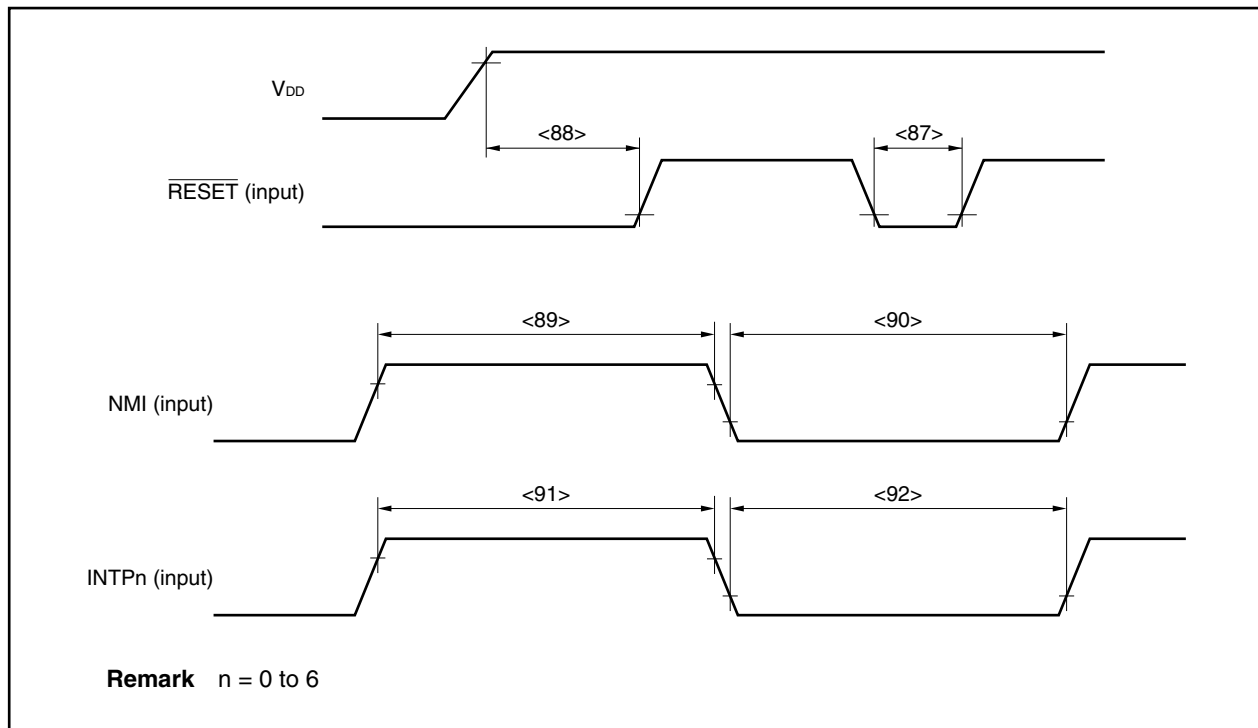 VDD
<88>
<87>
RESET (input)
<89>
<90>
NMI (input)
<91>
<92>
INTPn (input)
Remark n = 0 to 6